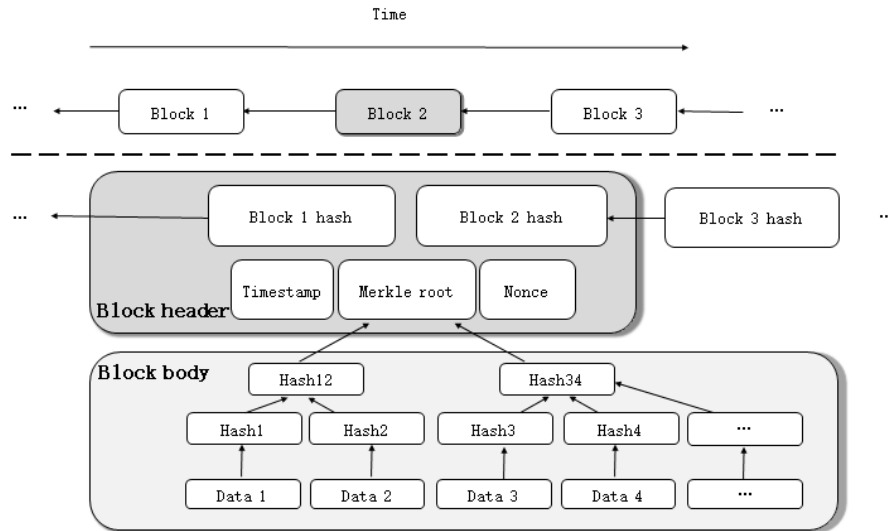 Time
... Block 1 Block 2 Block 3 ...
... Block 1 hash Block 2 hash Block 3 hash ..
Timestamp Merkle root Nonce
Block header
Block body
Hash12 Hash34
Hash1 Hash2 Hash3 Hash4 ...
Data 1 Data 2 Data 3 Data 4 ...